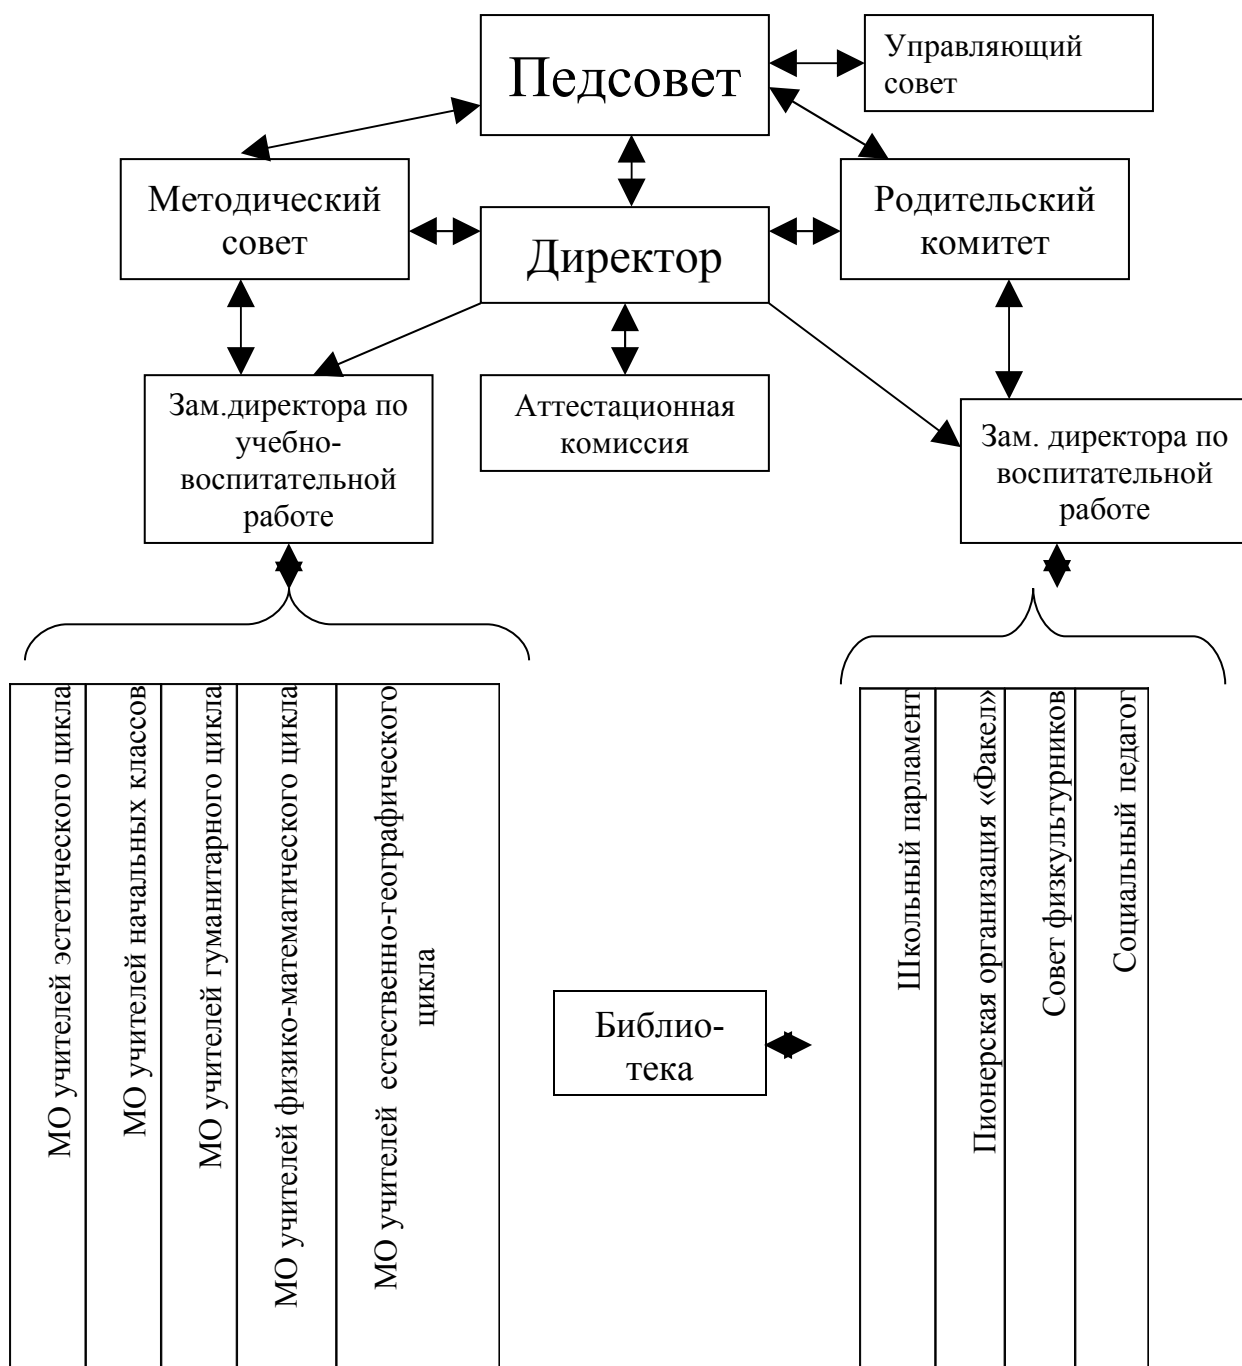 Педсовет
Управляющий
совет
Методический
совет
Директор
Родительский
комитет
Зам.директора по
учебно-
воспитательной
работе
Аттестационная
комиссия
Зам. директора по
воспитательной
работе
МО учителей эстетического цикла
МО учителей начальных классов
МО учителей гуманитарного цикла
МО учителей физико-математического цикла
МО учителей естественно-географического
цикла
Библио-
тека
Школьный парламент
Пионерская организация «Факел»
Совет физкультурников
Социальный педагог